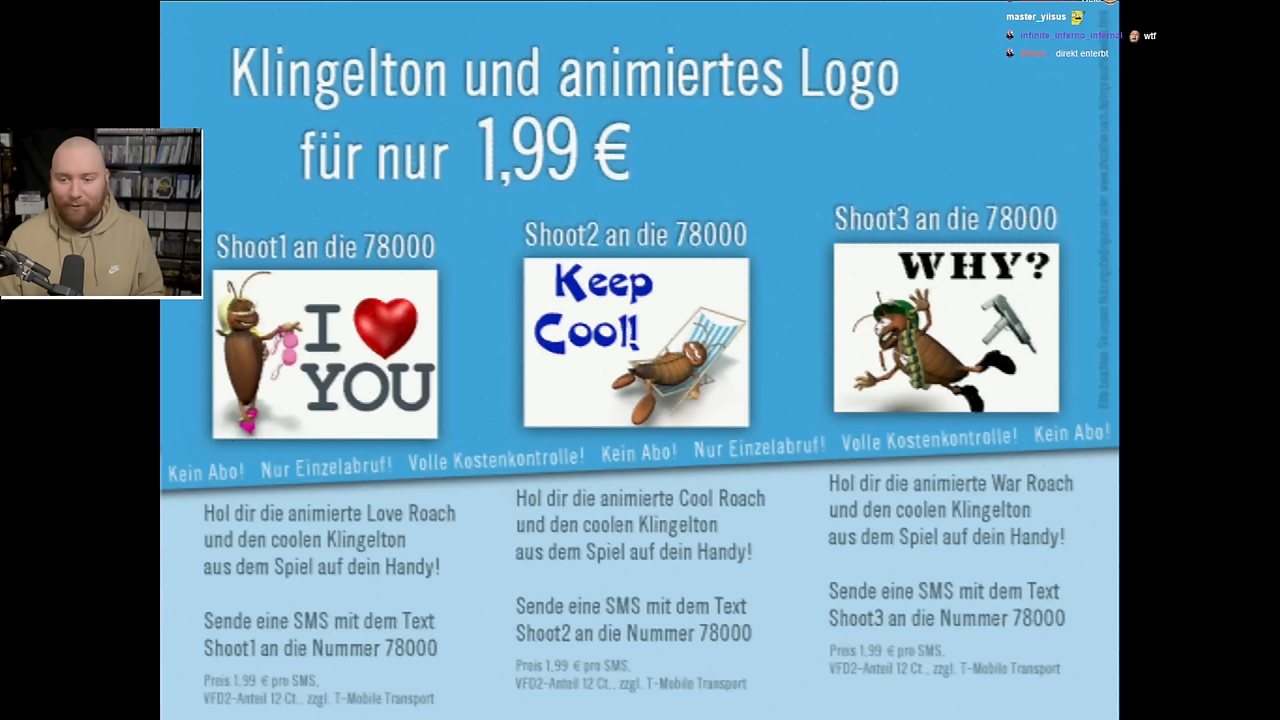 master_yiisus
infinite_inferno_infernal wtf
direkt enterbt
Klingelton und animiertes Logo
für nur 1,99 €
Shoot1 an die 78000
Shoot2 an die 78000
Shoot3 an die 78000
I YOU
Keep
Cool!
WHY?
Kein Abo! Nur Einzelabruf! Volle Kostenkontrolle! Kein Abo! Nur Einzelabruf! Volle Kostenkontrolle! Kein Abo!
Hol dir die animierte Love Roach
und den coolen Klingelton
aus dem Spiel auf dein Handy!
Sende eine SMS mit dem Text
Shoot1 an die Nummer 78000
Preis 1,99 € pro SMS,
VFD2-Anteil 12 Ct., zzgl. T-Mobile Transport
Hol dir die animierte Cool Roach
und den coolen Klingelton
aus dem Spiel auf dein Handy!
Sende eine SMS mit dem Text
Shoot2 an die Nummer 78000
Preis 1,99 € pro SMS,
VFD2-Anteil 12 Ct., zzgl. T-Mobile Transport
Hol dir die animierte War Roach
und den coolen Klingelton
aus dem Spiel auf dein Handy!
Sende eine SMS mit dem Text
Shoot3 an die Nummer 78000
Preis 1,99 € pro SMS,
VFD2-Anteil 12 Ct., zzgl. T-Mobile Transport